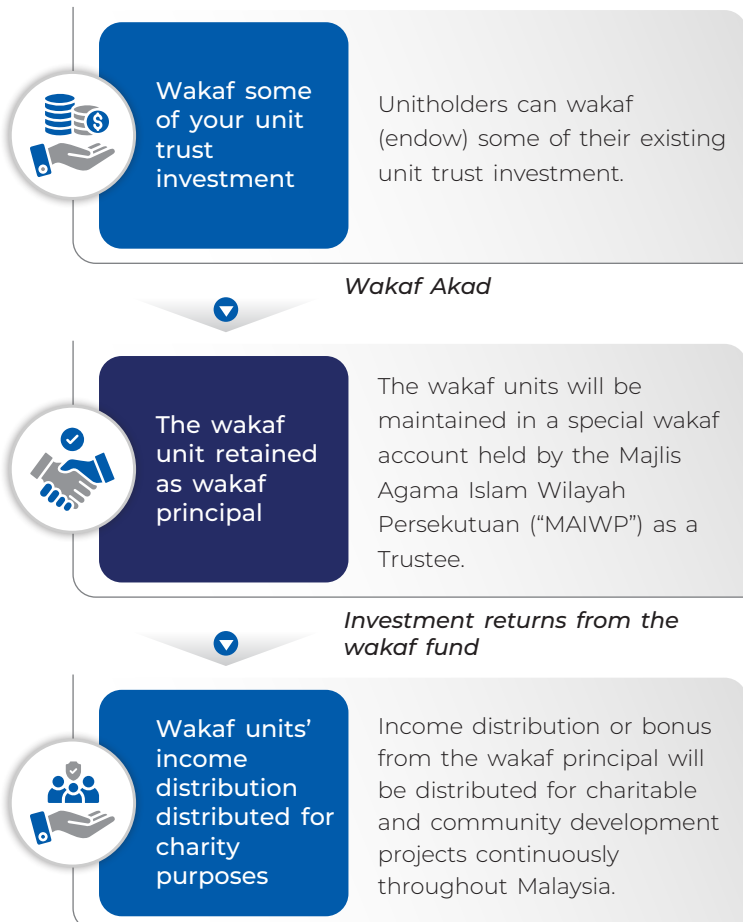 Wakaf some
of your unit
trust
investment
Unitholders can wakaf
(endow) some of their existing
unit trust investment.
Wakaf Akad
The wakaf
unit retained
as wakaf
principal
The wakaf units will be
maintained in a special wakaf
account held by the Majlis
Agama Islam Wilayah
Persekutuan (“MAIWP”) as a
Trustee.
Investment returns from the
wakaf fund
Wakaf units’
income
distribution
distributed for
charity
purposes
Income distribution or bonus
from the wakaf principal will
be distributed for charitable
and community development
projects continuously
throughout Malaysia.